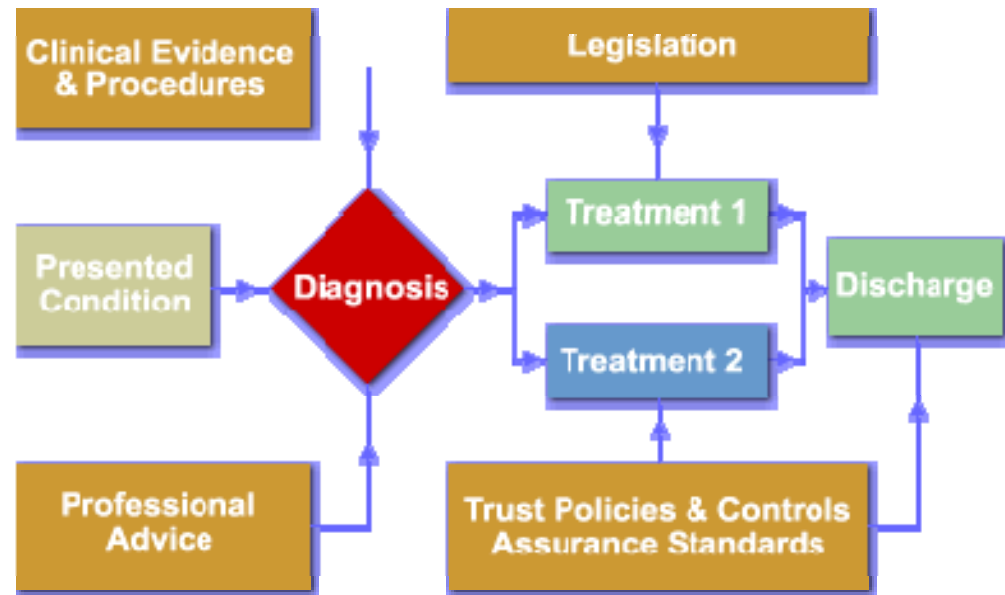 Clinical Evidence
& Procedures
Legislation
Treatment 1
Presented
Condition
Diagnosis
Discharge
Treatment 2
Professional
Advice
Trust Policies & Controls
Assurance Standards